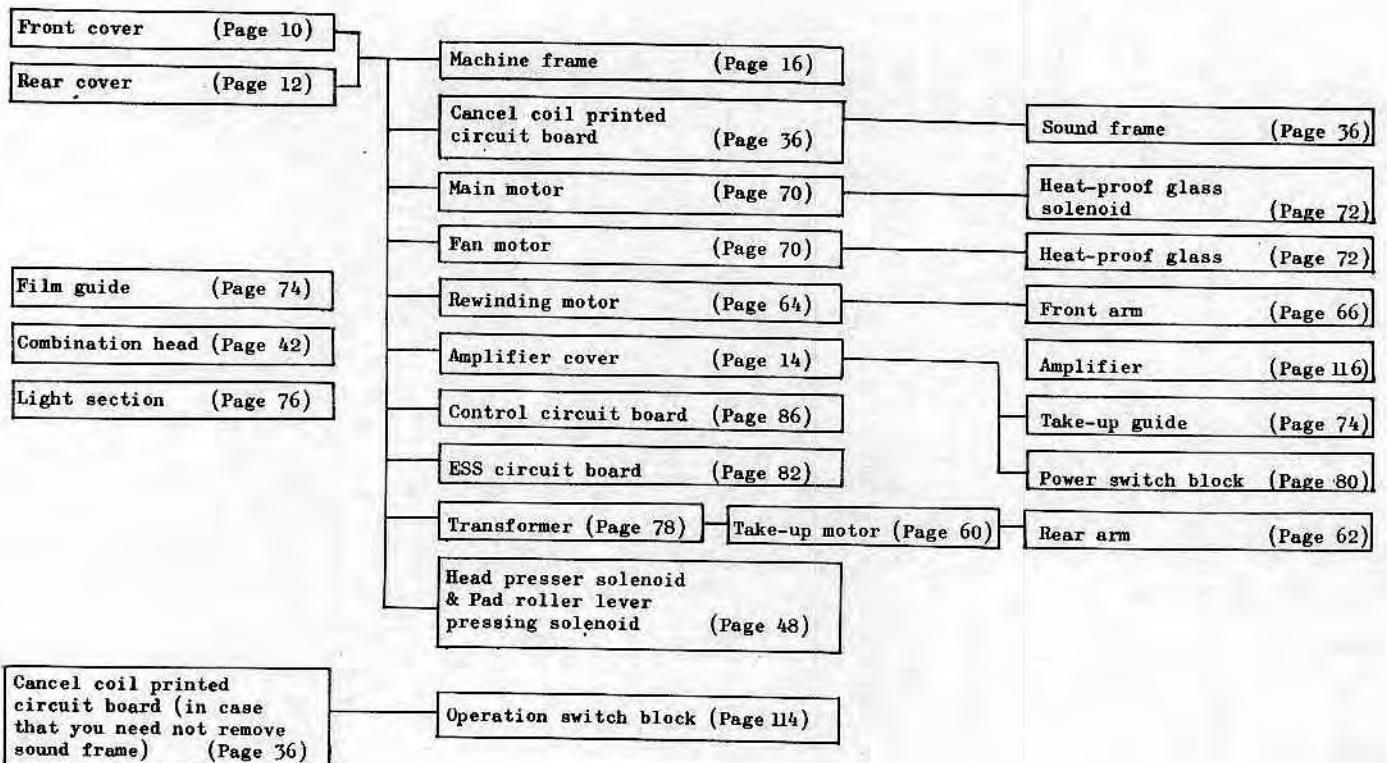 Front cover (Page 10)
Rear cover (Page 12)
Film guide (Page 74)
Combination head (Page 42)
Light section (Page 76)
Cancel coil printed
circuit board (in case
that you need not remove
sound frame) (Page 36)
Machine frame (Page 16)
Cancel coil printed
circuit board (Page 36)
Main motor (Page 70)
Fan motor (Page 70)
Rewinding motor (Page 64)
Amplifier cover (Page 14)
Control circuit board (Page 86)
ESS circuit board (Page 82)
Transformer (Page 78)
Take-up motor (Page 60)
Head presser solenoid
& Pad roller lever
pressing solenoid (Page 48)
Operation switch block (Page 114)
Sound frame (Page 36)
Heat-proof glass
solenoid (Page 72)
Heat-proof glass (Page 72)
Front arm (Page 66)
Amplifier (Page 116)
Take-up guide (Page 74)
Power switch block (Page 80)
Rear arm (Page 62)